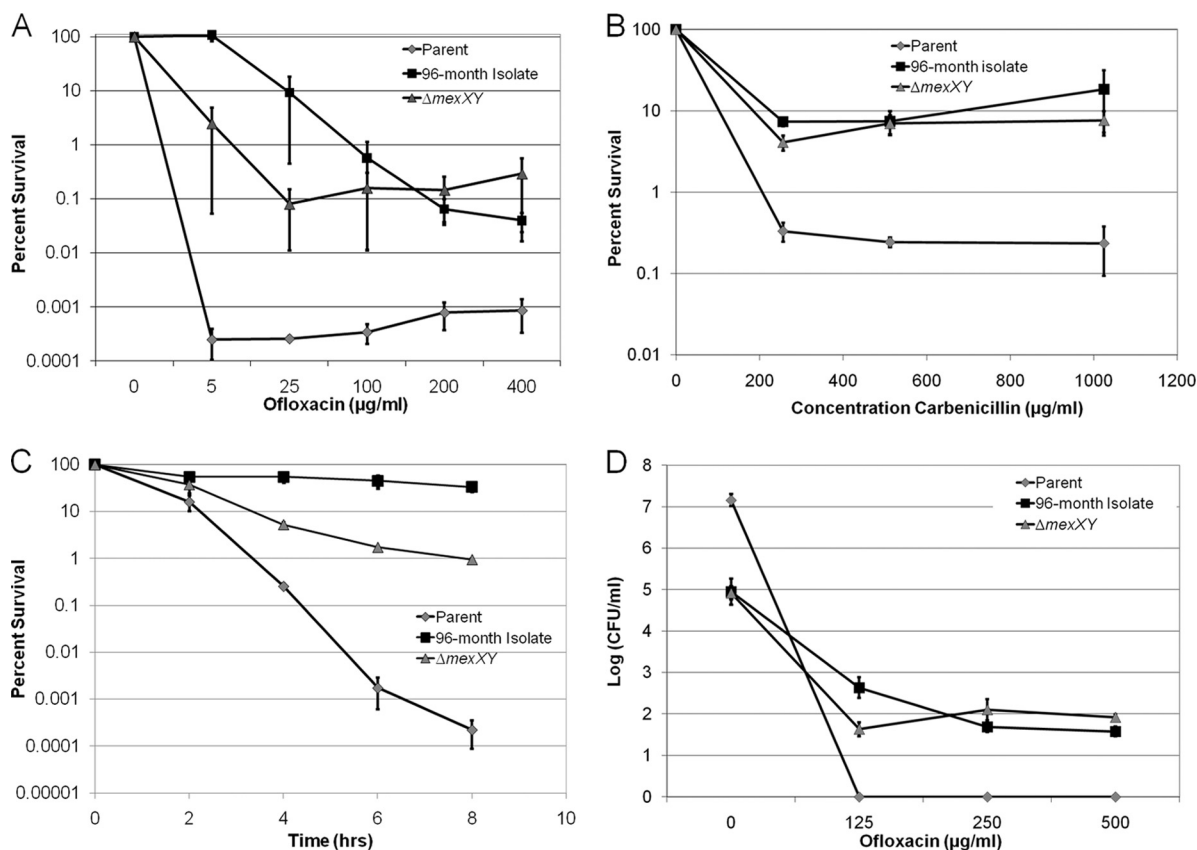 A
Percent Survival
100
10
1
0.1
0.01
0.001
0.0001
0
5
25
100
200
400
Ofloxacin (µg/ml)
Parent
96-month Isolate
ΔmexXY
B
Percent Survival
100
10
1
0.1
0.01
0
200
400
600
800
1000
1200
Concentration Carbenicillin (µg/ml)
Parent
96-month isolate
ΔmexXY
C
Percent Survival
100
10
1
0.1
0.01
0.001
0.0001
0.00001
0
2
4
6
8
10
Time (hrs)
Parent
96-month Isolate
ΔmexXY
D
Log (CFU/ml)
8
7
6
5
4
3
2
1
0
0
125
250
500
Ofloxacin (µg/ml)
Parent
96-month Isolate
ΔmexXY